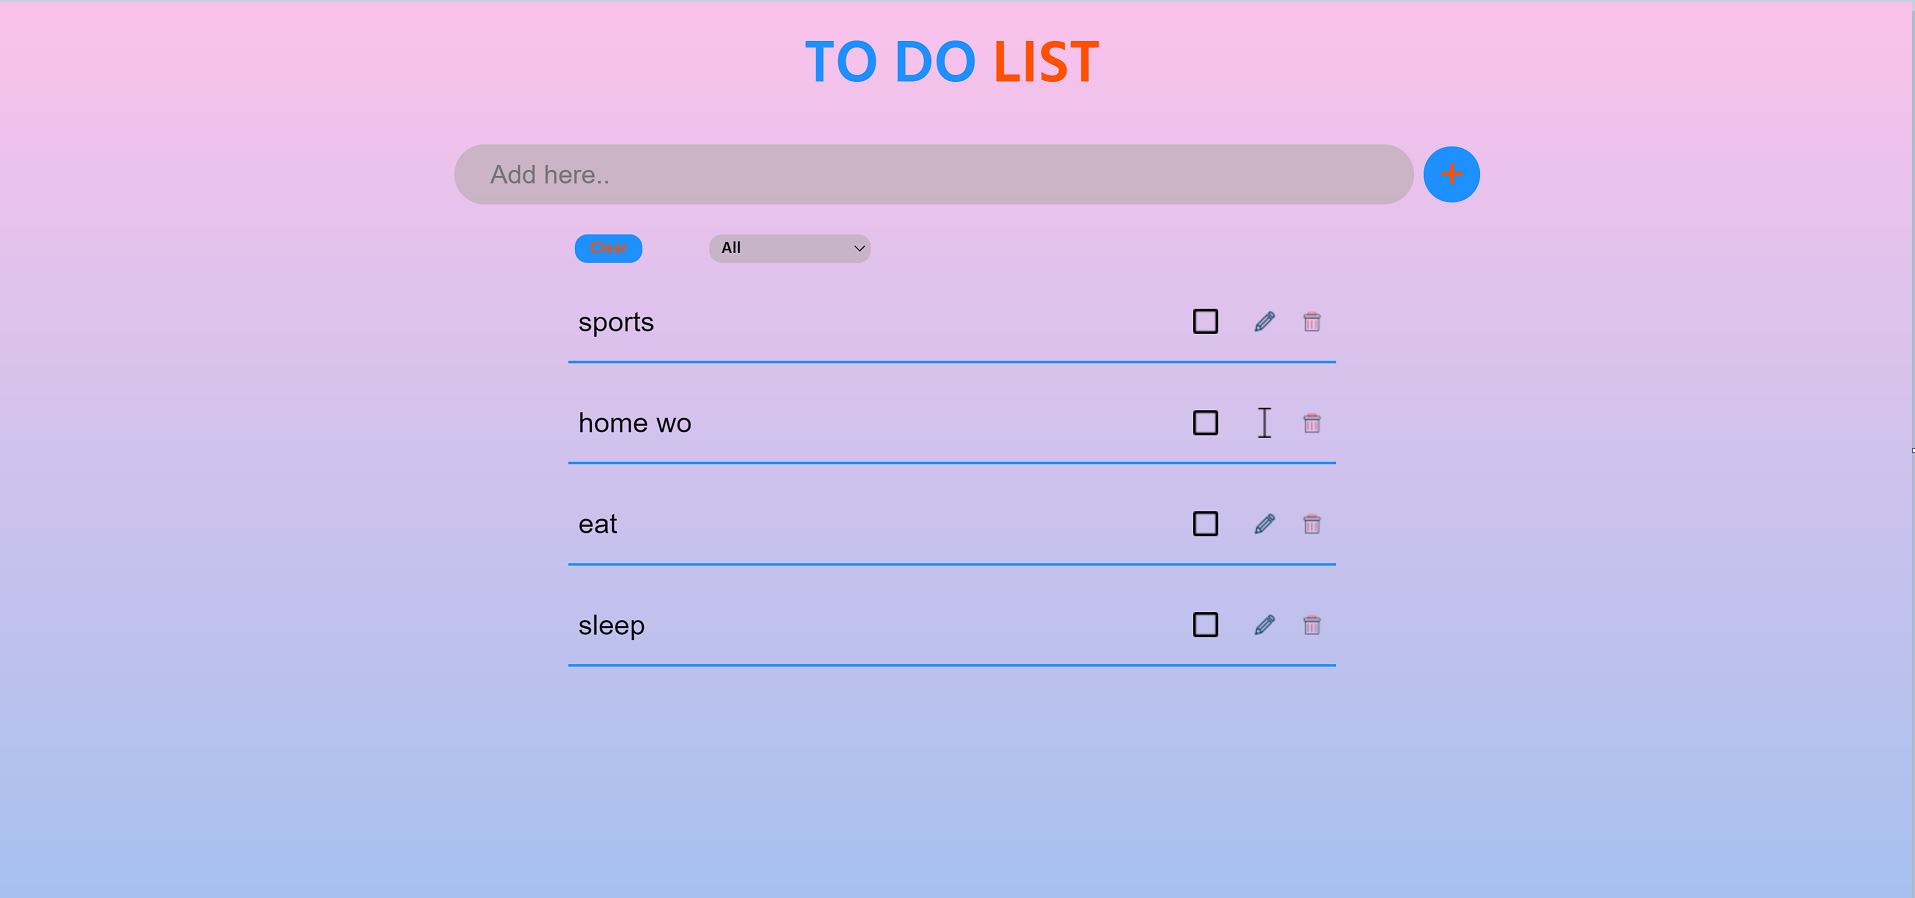 TO DO LIST
Add here..
+
Clear
All
sports
home wo
eat
sleep